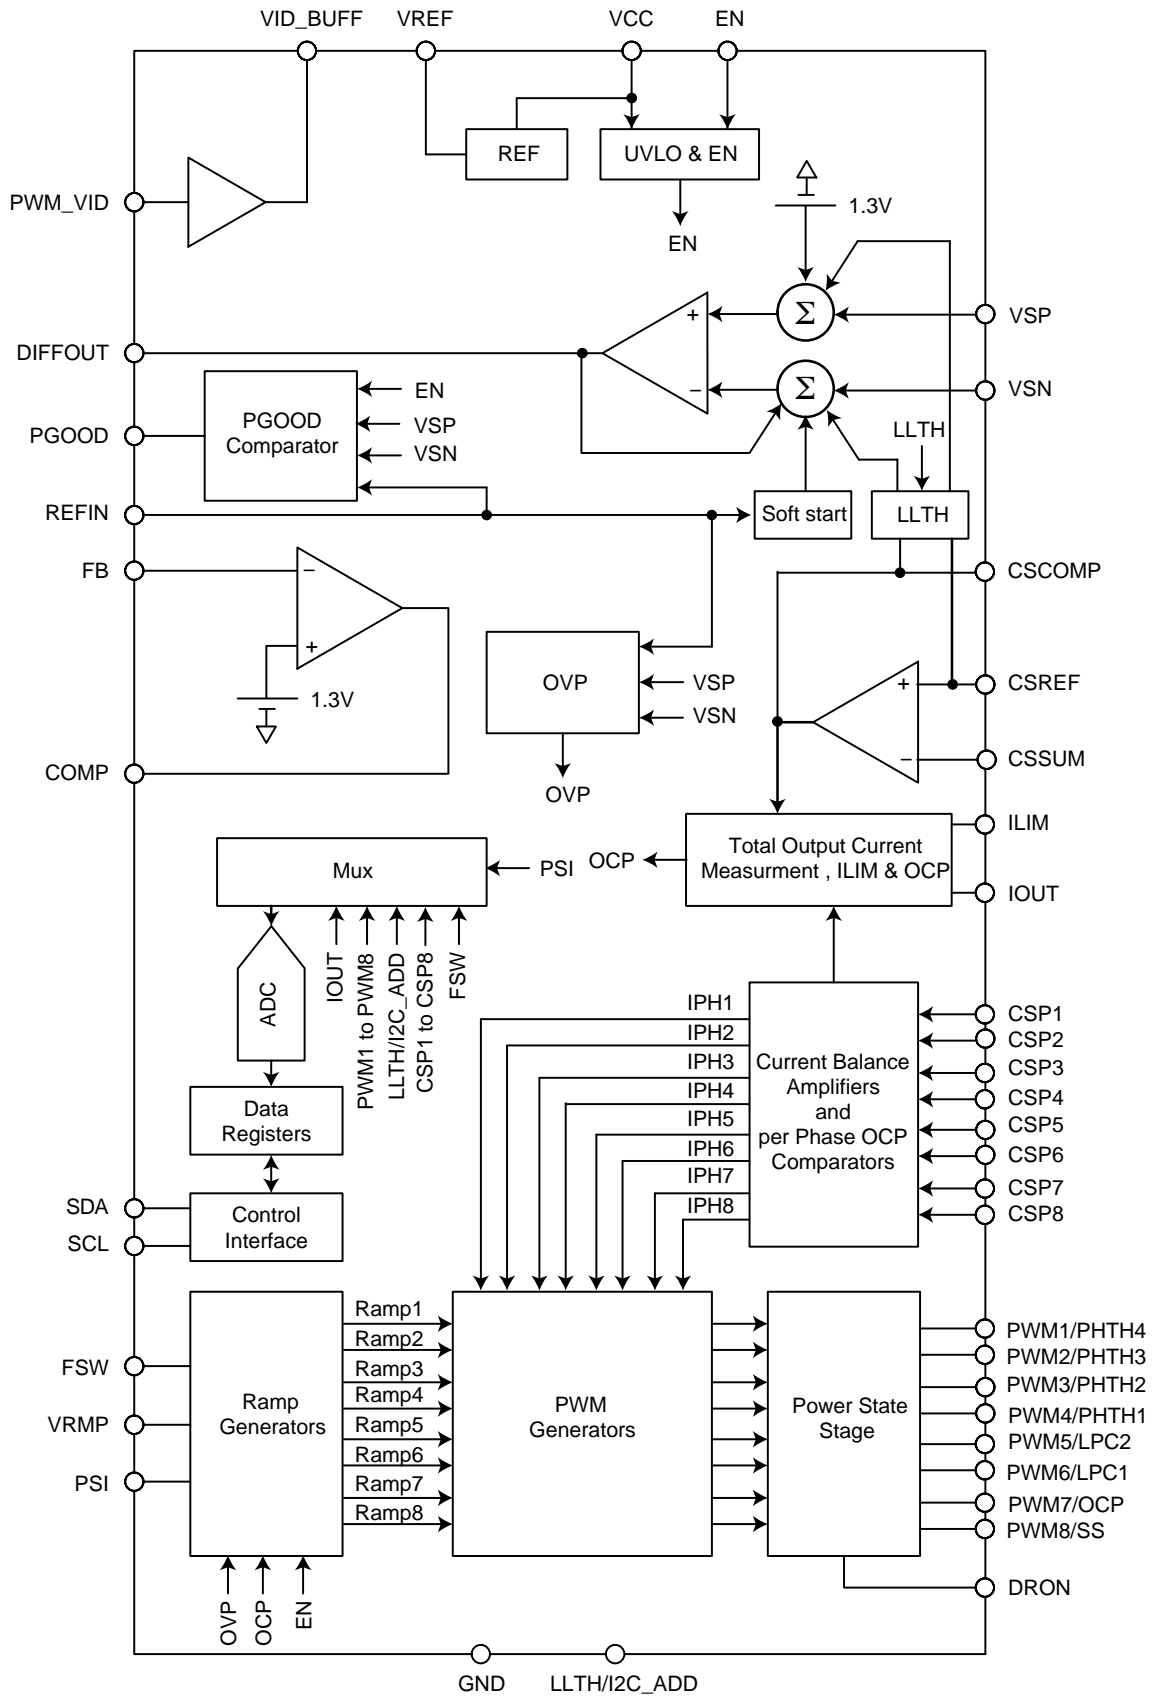 VID_BUFF VREF VCC EN
REF
UVLO & EN
EN
1.3V
PWM_VID
Σ
VSP
+
DIFFOUT
−
Σ
VSN
PGOOD
Comparator
EN
VSP
VSN
PGOOD
LLTH
REFIN
Soft start
LLTH
FB
−
+
1.3V
CSCOMP
OVP
VSP
VSN
OVP
+
CSREF
−
CSSUM
COMP
ILIM
Total Output Current
Measurment , ILIM & OCP
OCP
IOUT
Mux
PSI
IOUT
PWM1 to PWM8
LLTH/I2C_ADD
CSP1 to CSP8
FSW
ADC
IPH1
IPH2
IPH3
IPH4
IPH5
IPH6
IPH7
IPH8
Current Balance
Amplifiers
and
per Phase OCP
Comparators
CSP1
CSP2
CSP3
CSP4
CSP5
CSP6
CSP7
CSP8
Data
Registers
SDA
SCL
Control
Interface
Ramp1
Ramp2
Ramp3
Ramp4
Ramp5
Ramp6
Ramp7
Ramp8
FSW
VRMP
PSI
Ramp
Generators
PWM
Generators
Power State
Stage
PWM1/PHTH4
PWM2/PHTH3
PWM3/PHTH2
PWM4/PHTH1
PWM5/LPC2
PWM6/LPC1
PWM7/OCP
PWM8/SS
DRON
OVP
OCP
EN
GND LLTH/I2C_ADD